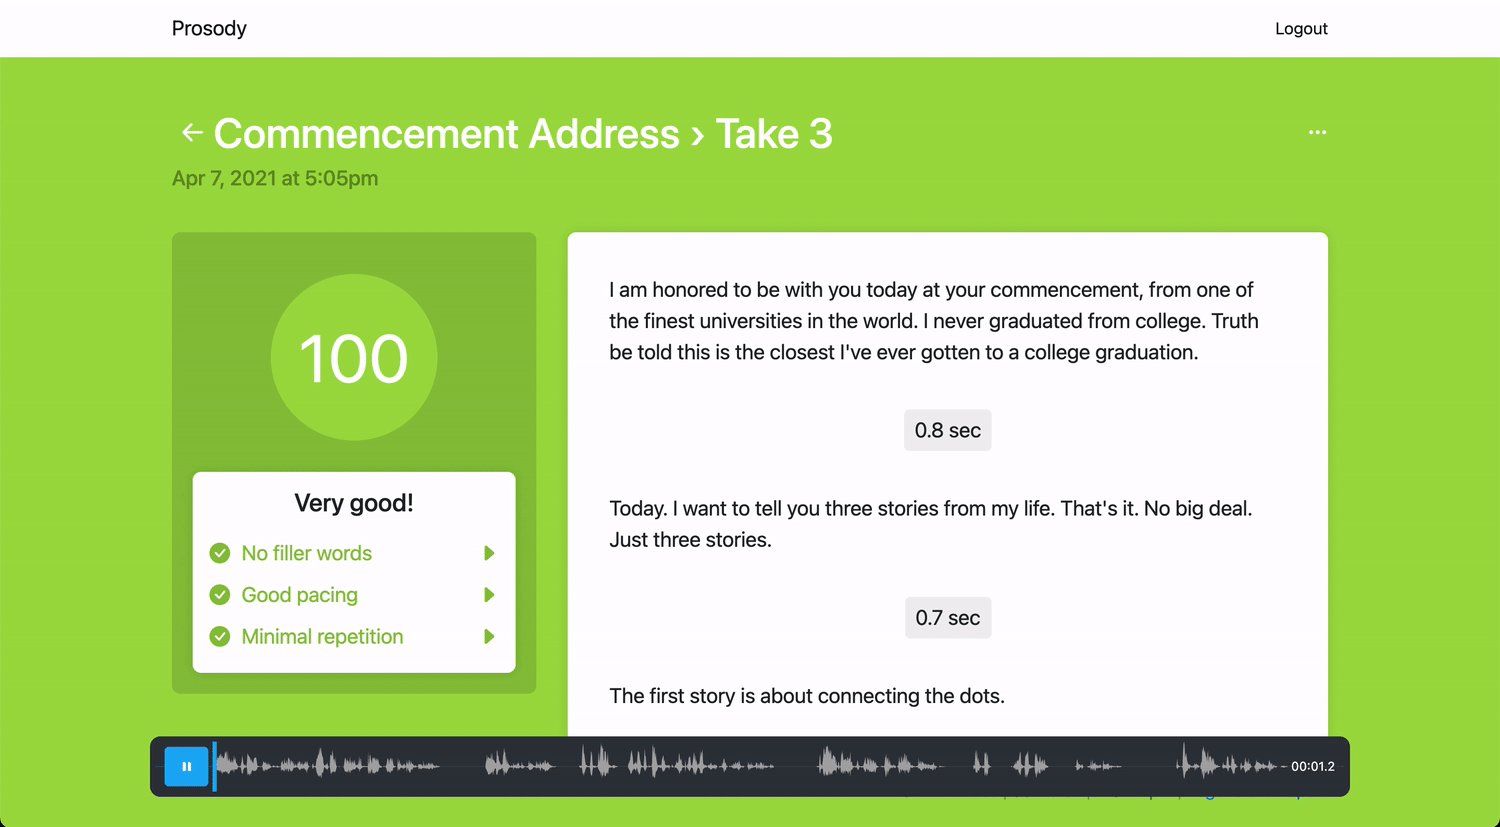 Prosody
Logout
← Commencement Address › Take 3
...
Apr 7, 2021 at 5:05pm
100
Very good!
No filler words
Good pacing
Minimal repetition
I am honored to be with you today at your commencement, from one of
the finest universities in the world. I never graduated from college. Truth
be told this is the closest I've ever gotten to a college graduation.
0.8 sec
Today. I want to tell you three stories from my life. That's it. No big deal.
Just three stories.
0.7 sec
The first story is about connecting the dots.
00:01.2